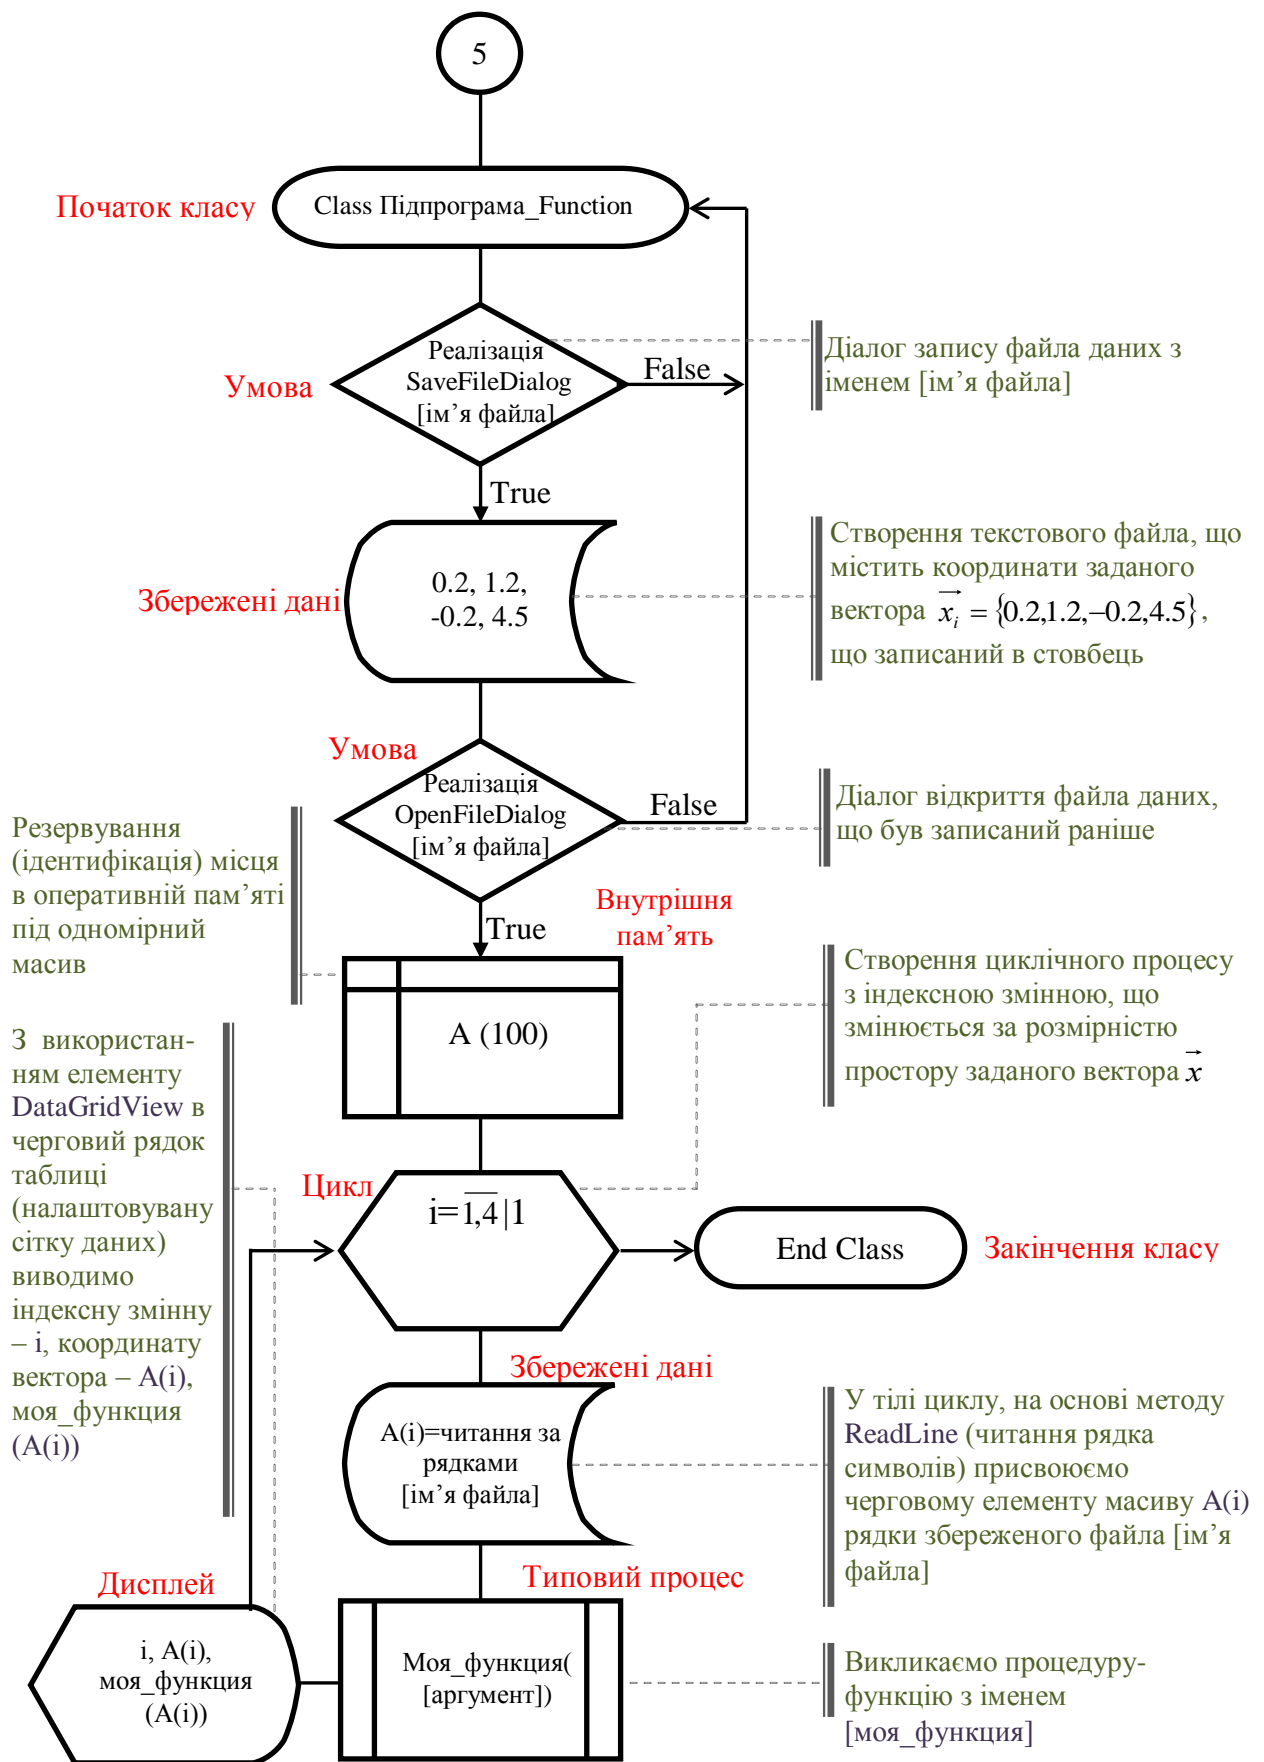 5
Початок класу
Class Підпрограма_Function
Умова
Реалізація
SaveFileDialog
[ім’я файла]
False
Діалог запису файла даних з
іменем [ім’я файла]
True
Збережені дані
0.2, 1.2,
-0.2, 4.5
Створення текстового файла, що
містить координати заданого
вектора x_i = {0.2,1.2,−0.2,4.5},
що записаний в стовбець
Умова
Реалізація
OpenFileDialog
[ім’я файла]
False
Діалог відкриття файла даних,
що був записаний раніше
Резервування
(ідентифікація) місця
в оперативній пам’яті
під одномірний
масив
True
Внутрішня
пам’ять
A (100)
Створення циклічного процесу
з індексною змінною, що
змінюється за розмірністю
простору заданого вектора x
З використан-
ням елементу
DataGridView в
черговий рядок
таблиці
(налаштовувану
сітку даних)
виводимо
індексну змінну
– i, координату
вектора – A(i),
моя_функция
(A(i))
Цикл
i=1,4|1
End Class
Закінчення класу
Збережені дані
A(i)=читання за
рядками
[ім’я файла]
У тілі циклу, на основі методу
ReadLine (читання рядка
символів) присвоюємо
черговому елементу масиву A(i)
рядки збереженого файла [ім’я
файла]
Дисплей
i, A(i),
моя_функция
(A(i))
Типовий процес
Моя_функция(
[аргумент])
Викликаємо процедуру-
функцію з іменем
[моя_функция]